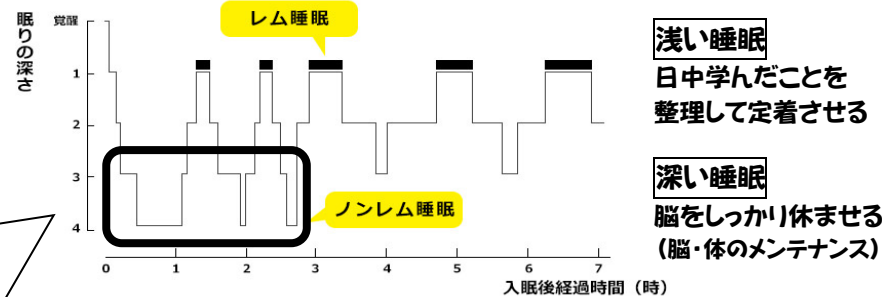 眠りの深さ
覚醒
1
2
3
4
レム睡眠
ノンレム睡眠
0 1 2 3 4 5 6 7
入眠後経過時間（時）
浅い睡眠
日中学んだことを
整理して定着させる
深い睡眠
脳をしっかり休ませる
（脳・体のメンテナンス）